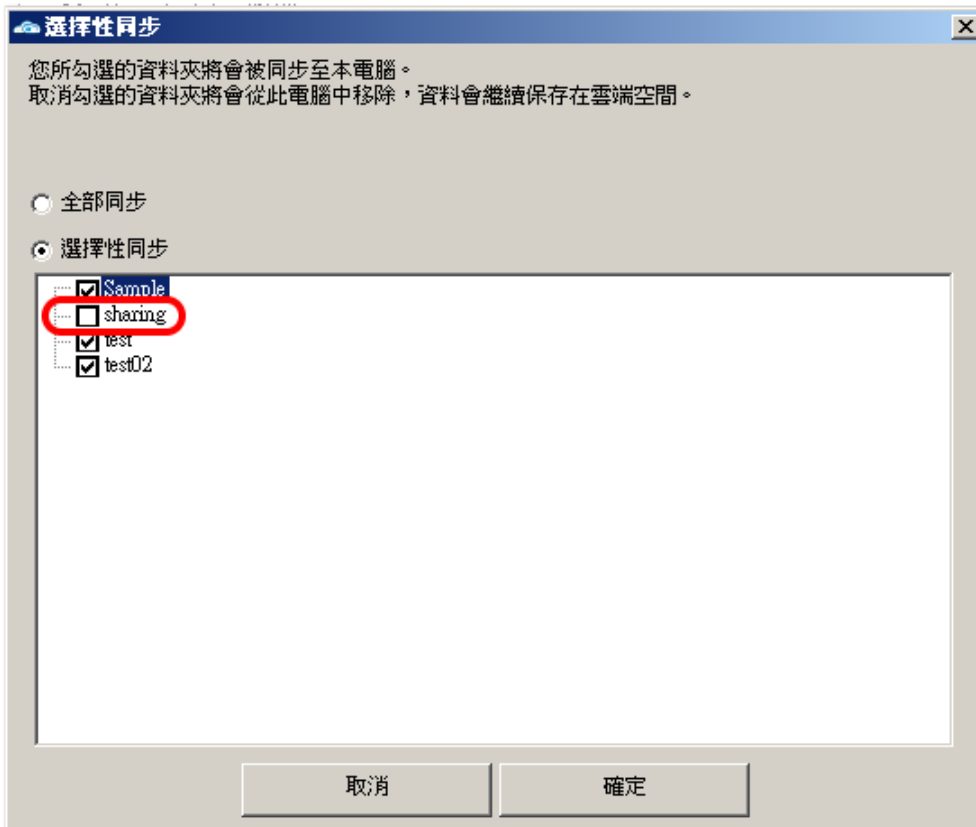 選擇性同步
您所勾選的資料夾將會被同步至本電腦。
取消勾選的資料夾將會從此電腦中移除，資料會繼續保存在雲端空間。
全部同步
選擇性同步
Sample
sharing
test
test02
取消
確定